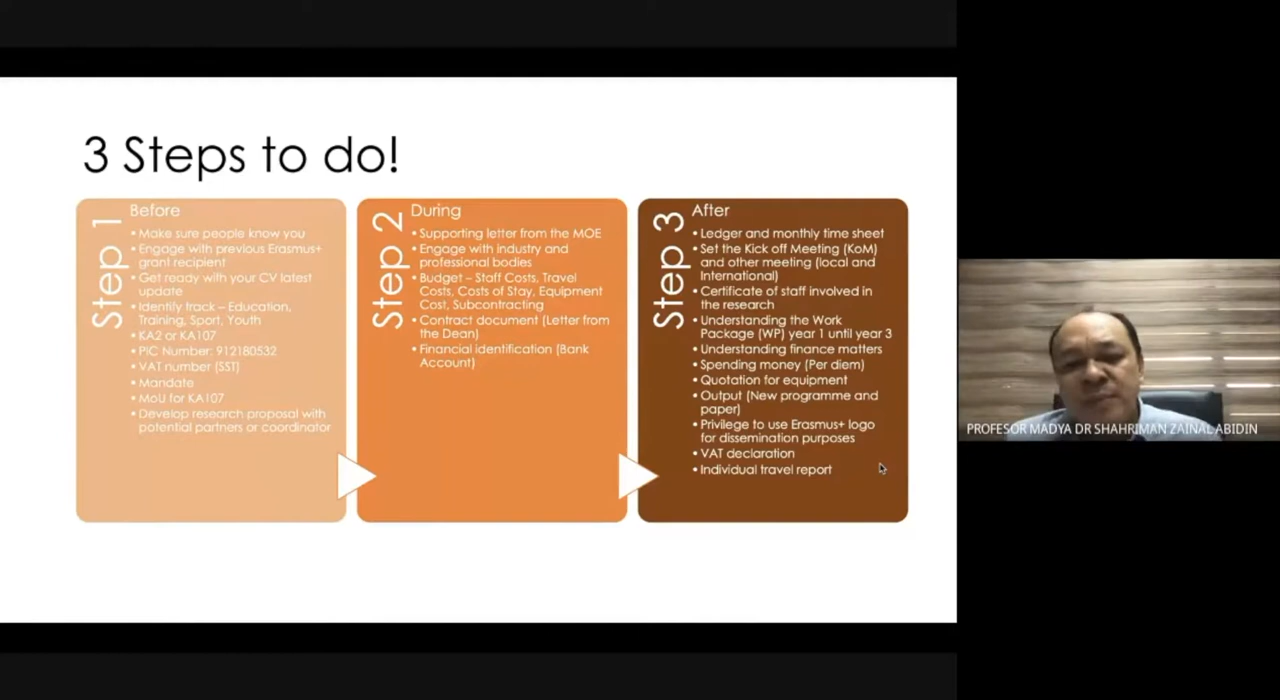 3 Steps to do!
Step 1
Before
• Make sure people know you
• Engage with previous Erasmus+
grant recipient
• Get ready with your CV latest
update
• Identify track – Education,
Training, Sport, Youth
• KA2 or KA107
• PIC Number: 912180532
• VAT number (SST)
• Mandate
• MoU for KA107
• Develop research proposal with
potential partners or coordinator
Step 2
During
• Supporting letter from the MOE
• Engage with industry and
professional bodies
• Budget – Staff Costs, Travel
Costs, Costs of Stay, Equipment
Cost, Subcontracting
• Contract document (Letter from
the Dean)
• Financial identification (Bank
Account)
Step 3
After
• Ledger and monthly time sheet
• Set the Kick off Meeting (KoM)
and other meeting (local and
International)
• Certificate of staff involved in
the research
• Understanding the Work
Package (WP) year 1 until year 3
• Understanding finance matters
• Spending money (Per diem)
• Quotation for equipment
• Output (New programme and
paper)
• Privilege to use Erasmus+ logo
for dissemination purposes
• VAT declaration
• Individual travel report
PROFESOR MADYA DR SHAHRIMAN ZAINAL ABIDIN